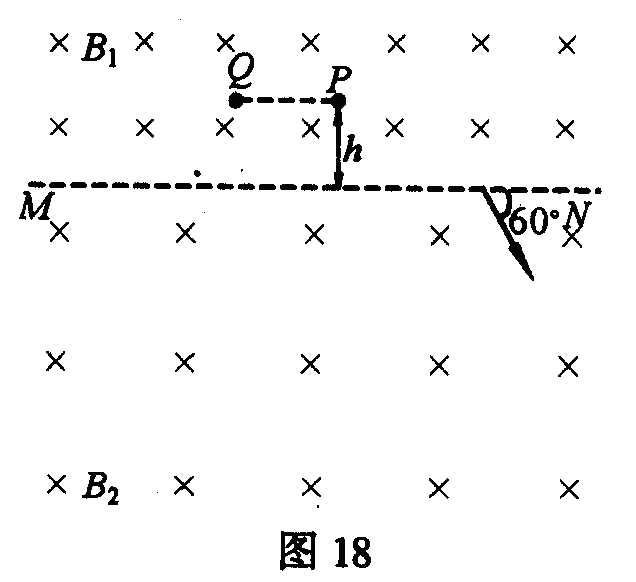 × B₁ × × × × × ×
Q P
× × × × × × ×
h
M 60° N
× × × × ×
× × × × ×
× B₂ × × × ×
图 18